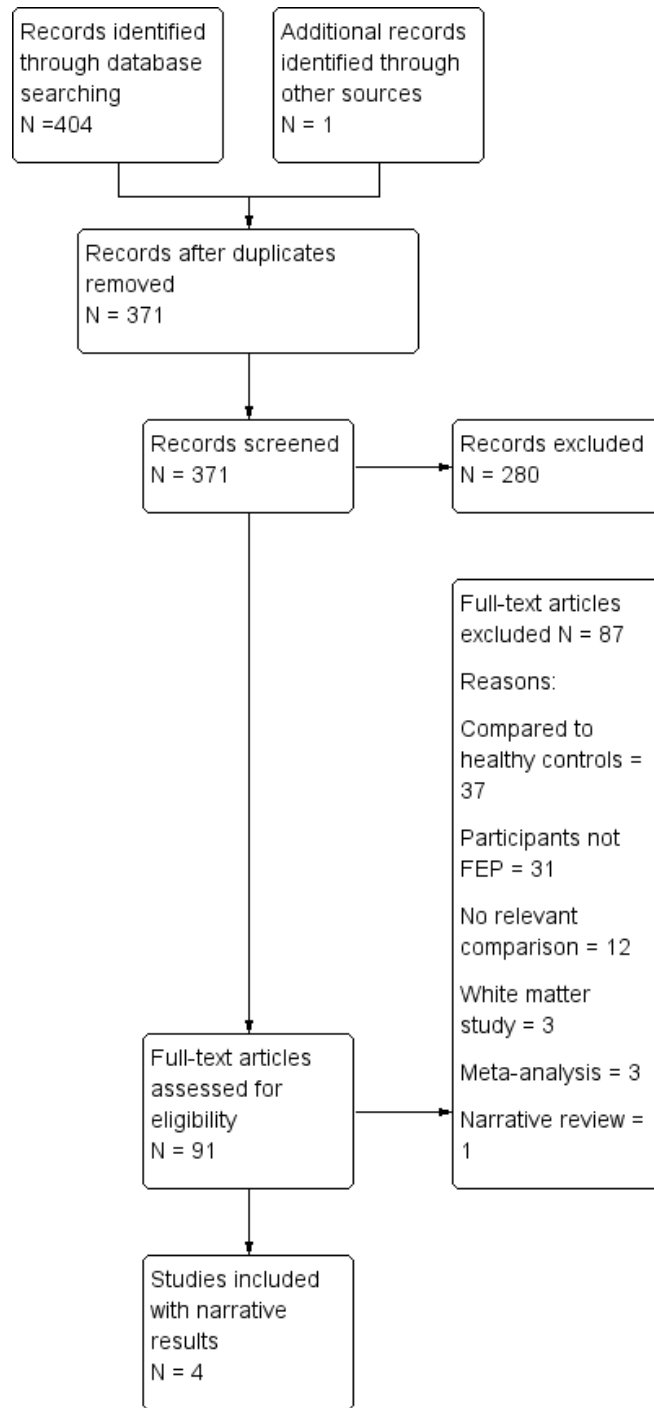 Records identified
through database
searching
N =404
Additional records
identified through
other sources
N = 1
Records after duplicates
removed
N = 371
Records screened
N = 371
Records excluded
N = 280
Full-text articles
excluded N = 87
Reasons:
Compared to
healthy controls =
37
Participants not
FEP = 31
No relevant
comparison = 12
White matter
study = 3
Meta-analysis = 3
Narrative review =
1
Full-text articles
assessed for
eligibility
N = 91
Studies included
with narrative
results
N = 4